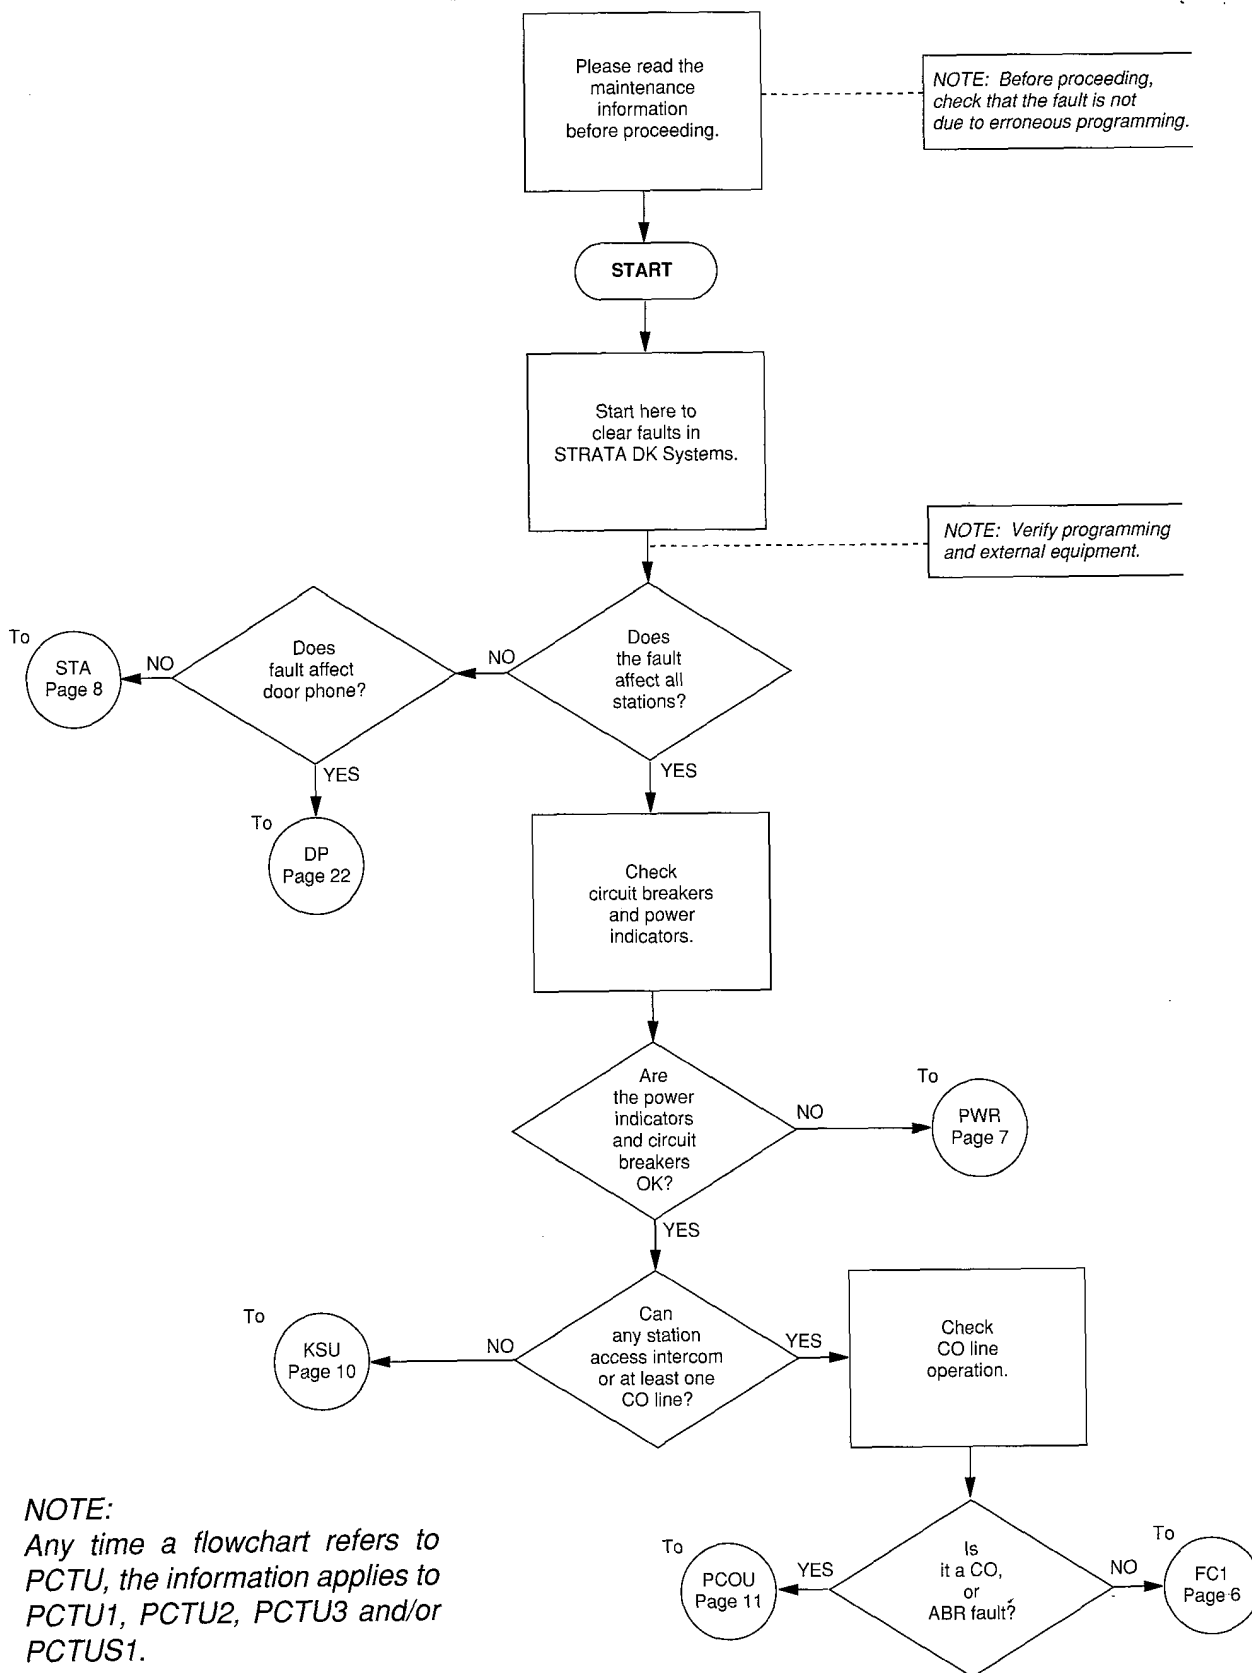 Please read the
maintenance
information
before proceeding.
NOTE: Before proceeding,
check that the fault is not
due to erroneous programming.
START
Start here to
clear faults in
STRATA DK Systems.
NOTE: Verify programming
and external equipment.
Does
the fault
affect all
stations?
NO
Does
fault affect
door phone?
NO
To
STA
Page 8
YES
To
DP
Page 22
YES
Check
circuit breakers
and power
indicators.
Are
the power
indicators
and circuit
breakers
OK?
NO
To
PWR
Page 7
YES
Can
any station
access intercom
or at least one
CO line?
NO
To
KSU
Page 10
YES
Check
CO line
operation.
Is
it a CO,
or
ABR fault?
YES
To
PCOU
Page 11
NO
To
FC1
Page 6
NOTE:
Any time a flowchart refers to
PCTU, the information applies to
PCTU1, PCTU2, PCTU3 and/or
PCTUS1.